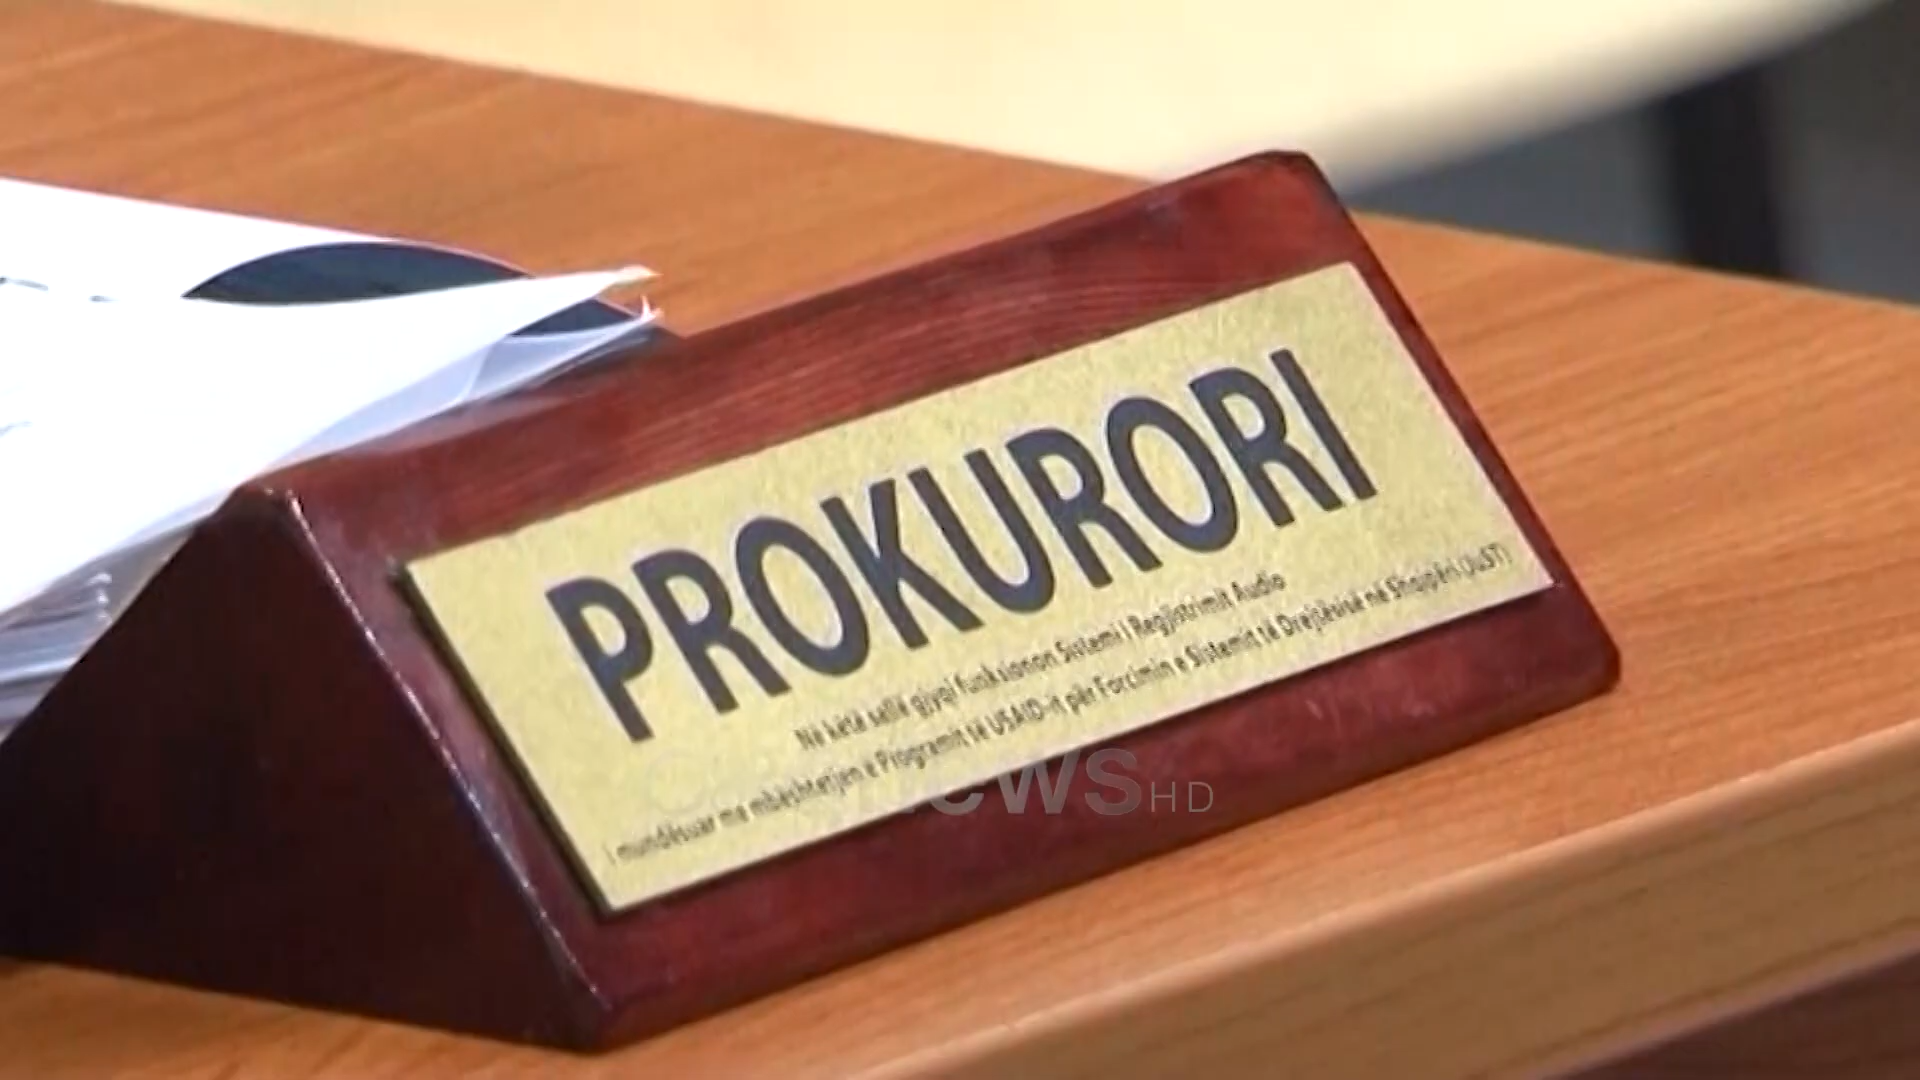 PROKURORI
Në këtë sallë gjyqi funksionon Sistemi i Regjistrimit Audio
i mundësuar me mbështetjen e Programit të USAID-it për Forcimin e Sistemit të Drejtësisë në Shqipëri (JuST)
news HD